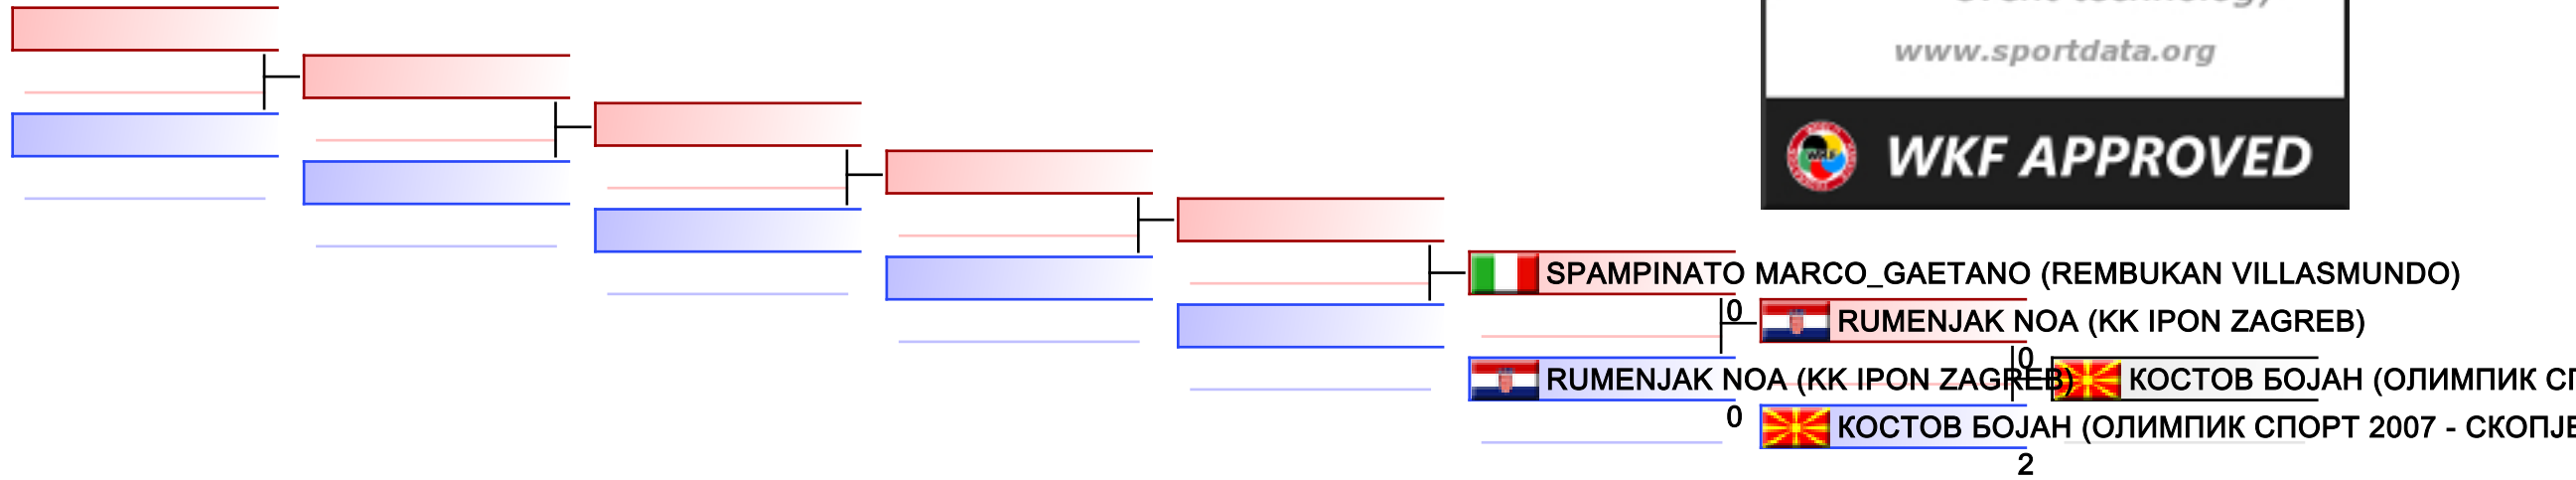 www.sportdata.org
WKF APPROVED
SPAMPINATO MARCO_GAETANO (REMBUKAN VILLASMUNDO)
0
RUMENJAK NOA (KK IPON ZAGREB)
0
RUMENJAK NOA (KK IPON ZAGREB)
КОСТОВ БОЈАН (ОЛИМПИК СП
0
КОСТОВ БОЈАН (ОЛИМПИК СПОРТ 2007 - СКОПЈЕ
2